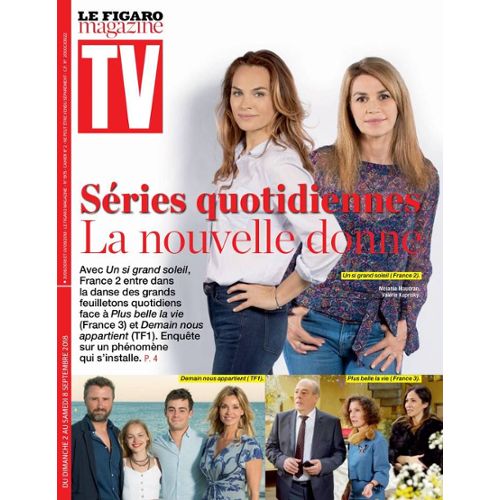 LE FIGARO
magazine
TV
Séries quotidiennes
La nouvelle donne
Avec Un si grand soleil,
France 2 entre dans
la danse des grands
feuilletons quotidiens
face à Plus belle la vie
(France 3) et Demain nous
appartient (TF1). Enquête
sur un phénomène
qui s'installe. P. 4
Un si grand soleil (France 2).
Mélanie Maudran,
Valérie Kaprisky.
Demain nous appartient (TF1).
Plus belle la vie (France 3).
DU DIMANCHE 2 AU SAMEDI 8 SEPTEMBRE 2018